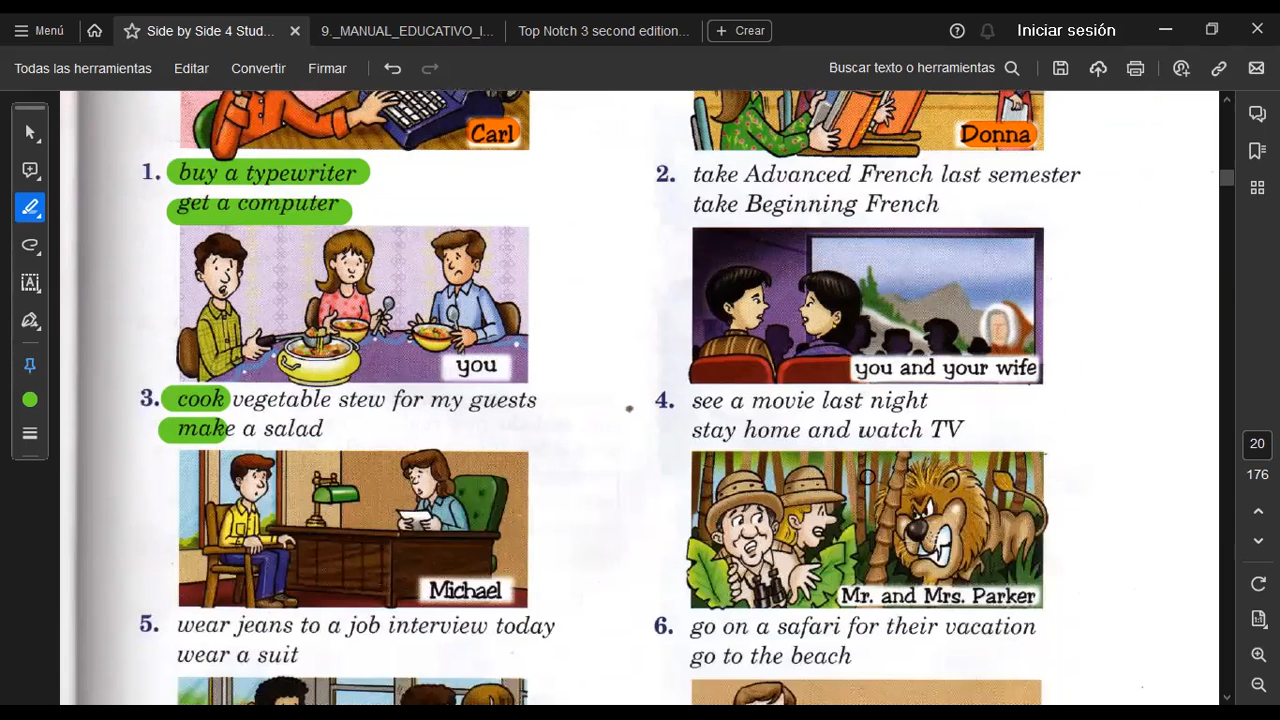 Menú
Side by Side 4 Stud...
9._MANUAL_EDUCATIVO_I...
Top Notch 3 second edition...
Crear
Iniciar sesión
Todas las herramientas
Editar
Convertir
Firmar
Buscar texto o herramientas
Carl
Donna
1. buy a typewriter
get a computer
2. take Advanced French last semester
take Beginning French
you
you and your wife
3. cook vegetable stew for my guests
make a salad
4. see a movie last night
stay home and watch TV
Michael
Mr. and Mrs. Parker
5. wear jeans to a job interview today
wear a suit
6. go on a safari for their vacation
go to the beach
20
176